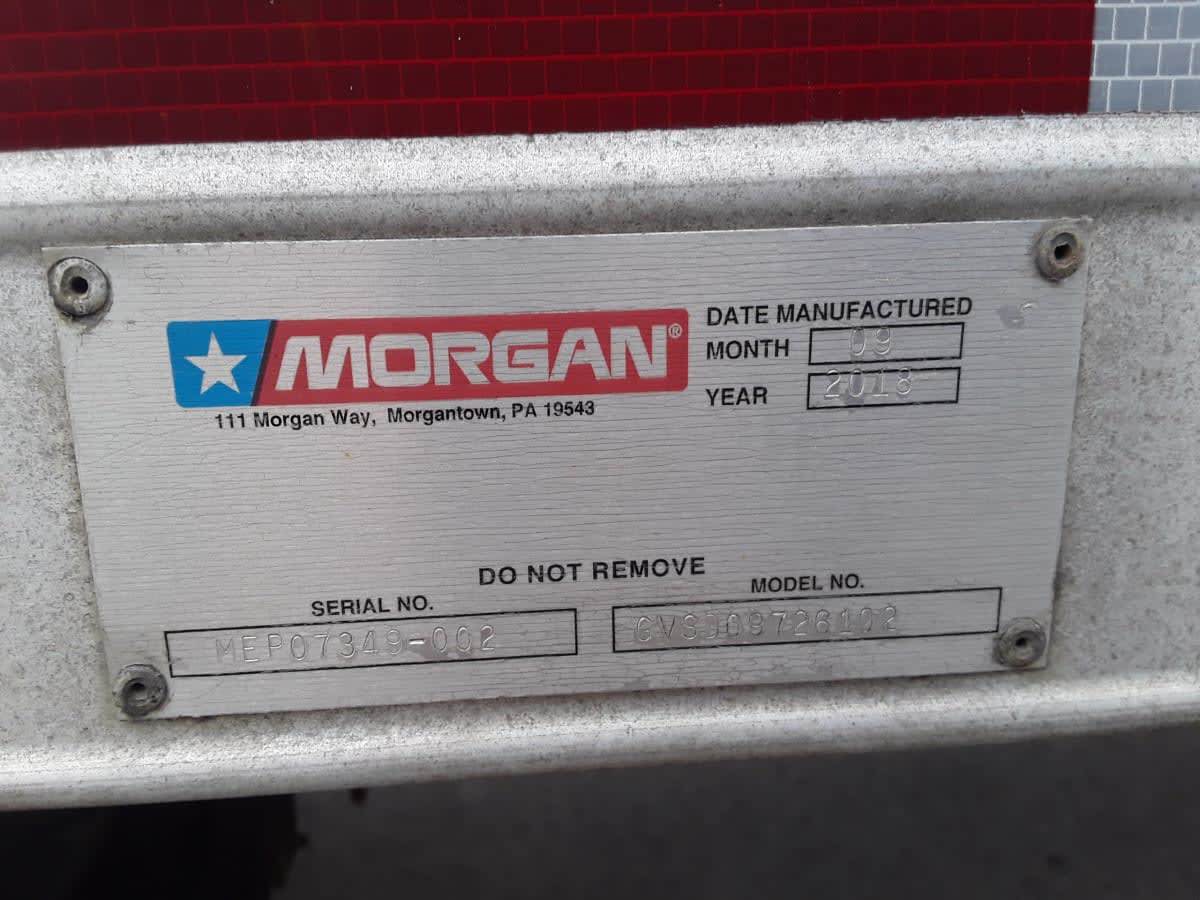 MORGAN®
111 Morgan Way, Morgantown, PA 19543
DATE MANUFACTURED
MONTH 09
YEAR 2018
DO NOT REMOVE
SERIAL NO.
MEP07349-002
MODEL NO.
GVSD09726102